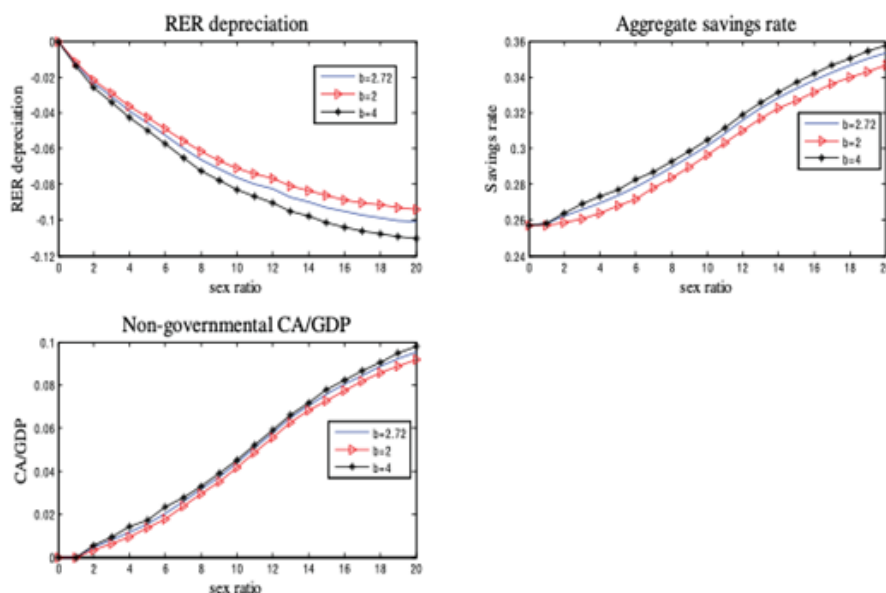 RER depreciation
0
-0.02
-0.04
-0.06
-0.08
-0.1
-0.12
RER depreciation
b=2.72
b=2
b=4
0 2 4 6 8 10 12 14 16 18 20
sex ratio
Aggregate savings rate
0.36
0.34
0.32
0.3
0.28
0.26
0.24
Savings rate
b=2.72
b=2
b=4
0 2 4 6 8 10 12 14 16 18 20
sex ratio
Non-governmental CA/GDP
0.1
0.08
0.06
0.04
0.02
0
CA/GDP
b=2.72
b=2
b=4
0 2 4 6 8 10 12 14 16 18 20
sex ratio